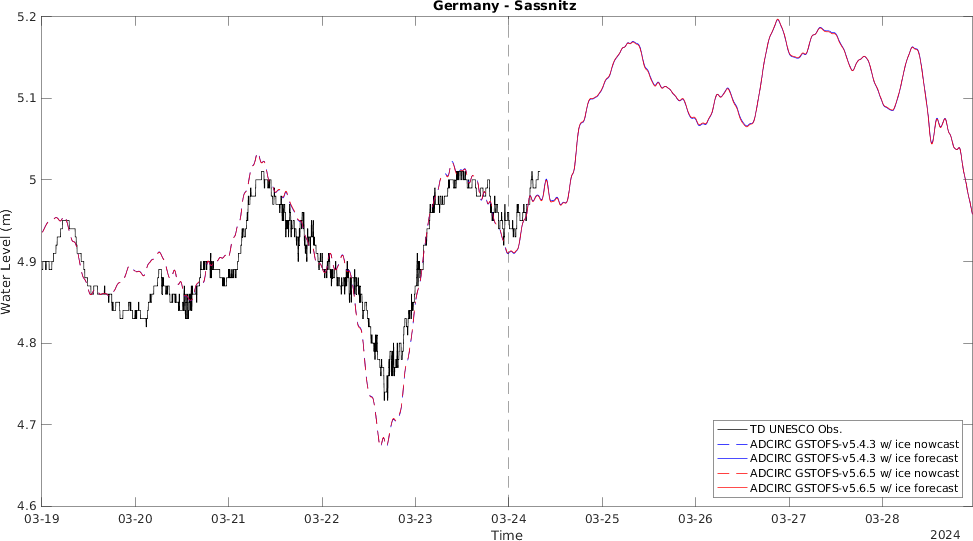 Germany - Sassnitz
5.2
5.1
5
4.9
4.8
4.7
4.6
Water Level (m)
TD UNESCO Obs.
ADCIRC GSTOFS-v5.4.3 w/ ice nowcast
ADCIRC GSTOFS-v5.4.3 w/ ice forecast
ADCIRC GSTOFS-v5.6.5 w/ ice nowcast
ADCIRC GSTOFS-v5.6.5 w/ ice forecast
03-19 03-20 03-21 03-22 03-23 03-24 03-25 03-26 03-27 03-28
Time
2024